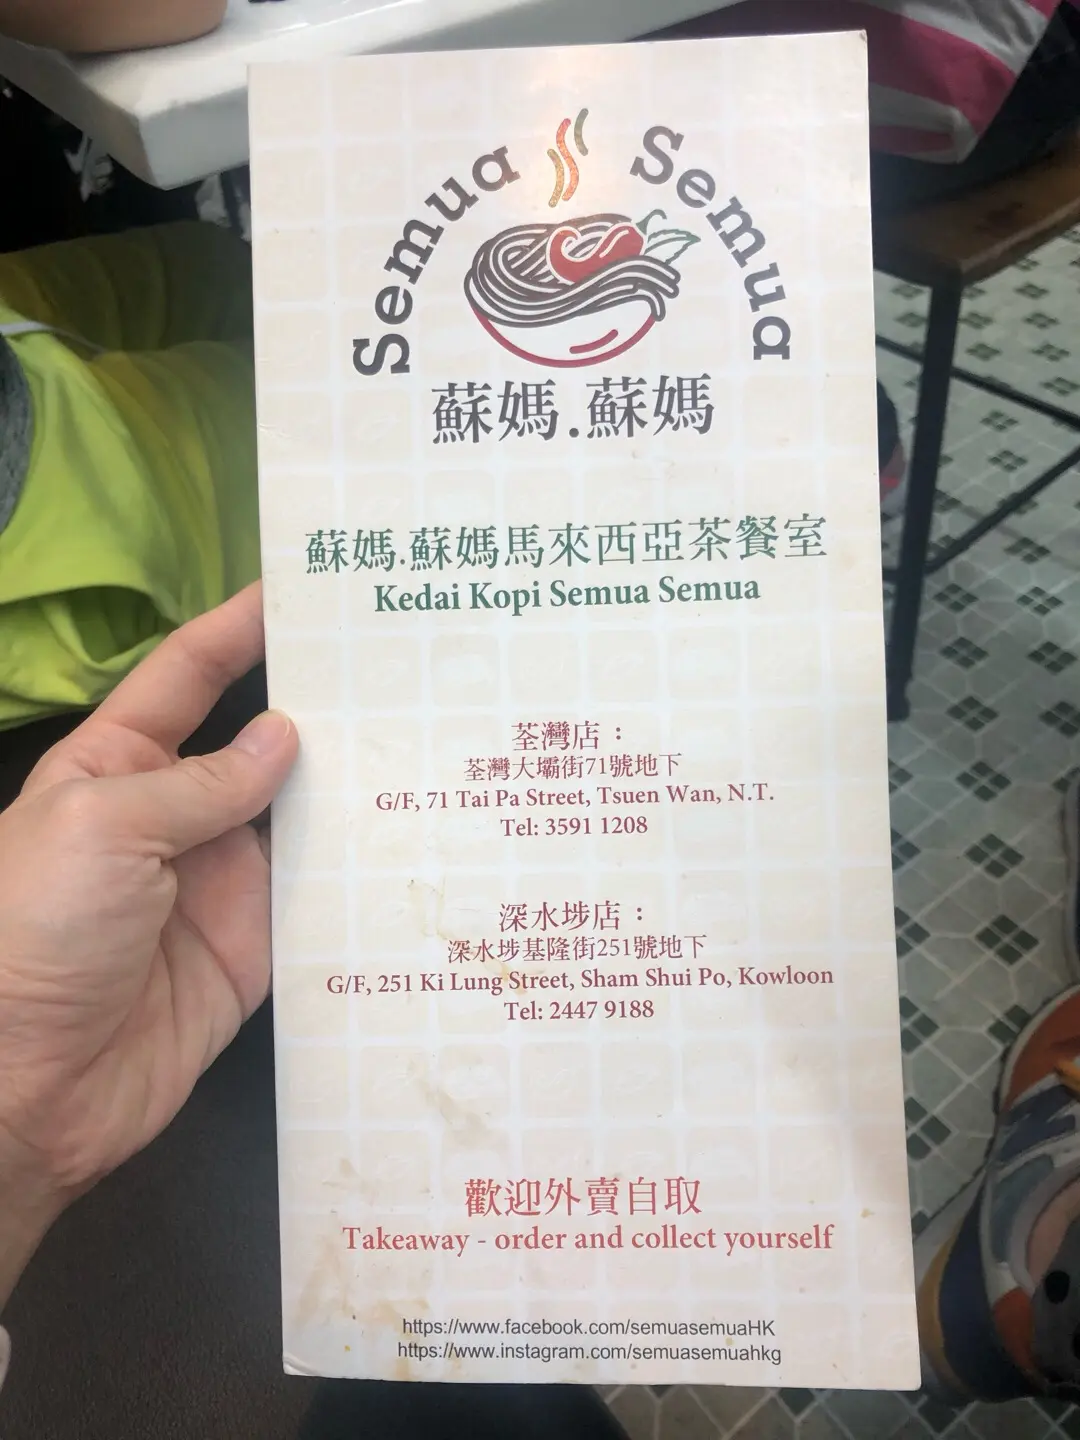 Semua Semua
蘇媽.蘇媽
蘇媽.蘇媽馬來西亞茶餐室
Kedai Kopi Semua Semua
荃灣店：
荃灣大壩街71號地下
G/F, 71 Tai Pa Street, Tsuen Wan, N.T.
Tel: 3591 1208
深水埗店：
深水埗基隆街251號地下
G/F, 251 Ki Lung Street, Sham Shui Po, Kowloon
Tel: 2447 9188
歡迎外賣自取
Takeaway - order and collect yourself
https://www.facebook.com/semuasemuaHK
https://www.instagram.com/semuasemuahkg